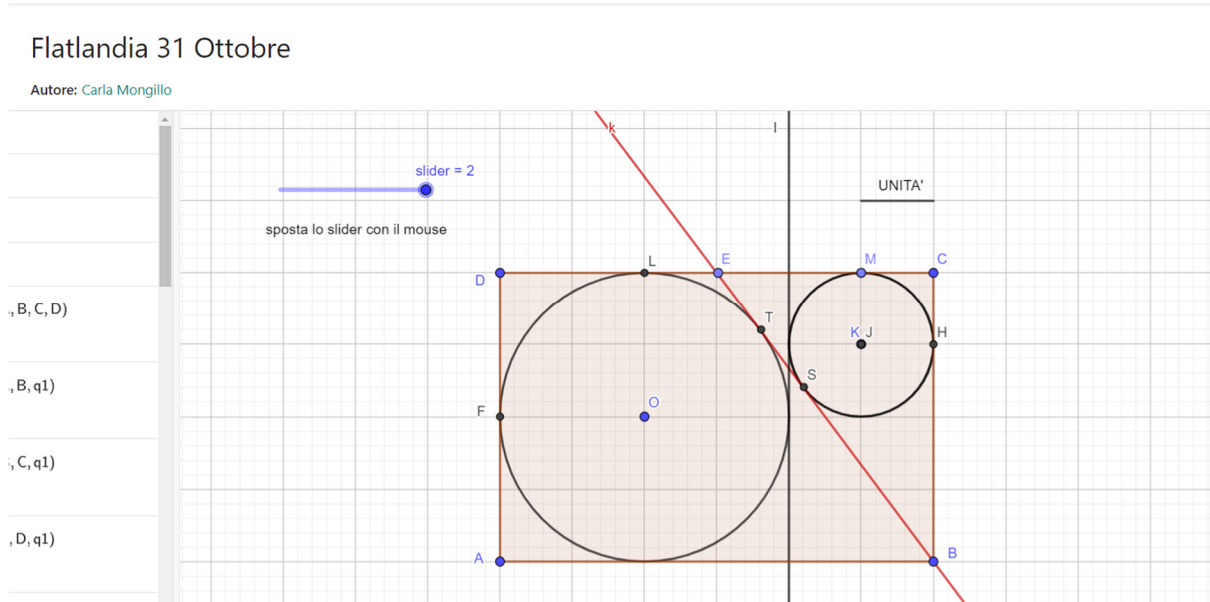 Flatlandia 31 Ottobre
Autore: Carla Mongillo
k
l
slider = 2
UNITA'
sposta lo slider con il mouse
D
L
E
M
C
, B, C, D)
T
K J
H
S
, B, q1)
F
O
, C, q1)
, D, q1)
A
B